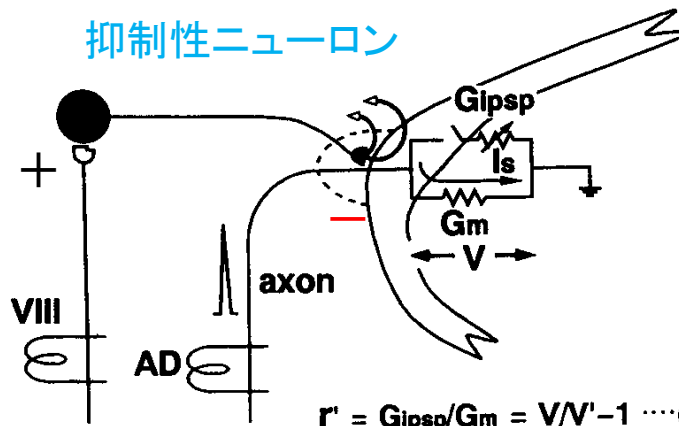 抑制性ニューロン
Gipsp
Is
+
Gm
V
axon
VIII
AD
r' = Gipsp/Gm = V/V'−1 ····